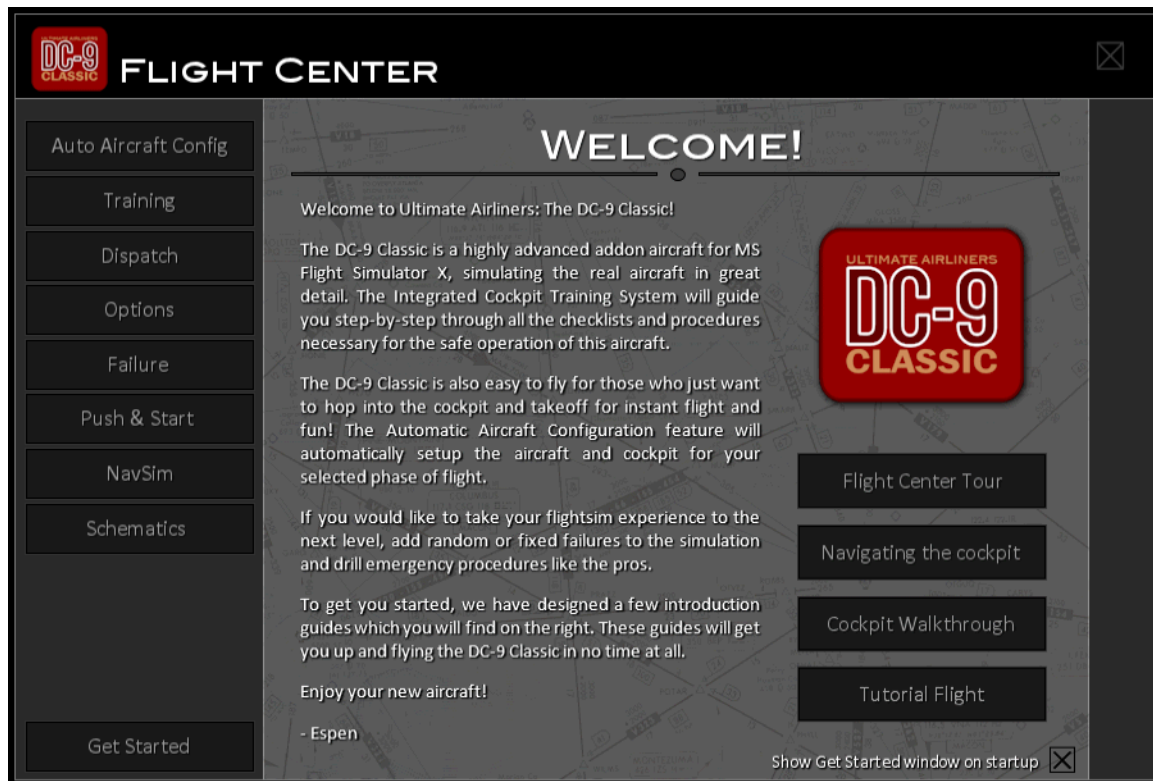 DC-9
CLASSIC
FLIGHT CENTER
Auto Aircraft Config
Training
Dispatch
Options
Failure
Push & Start
NavSim
Schematics
Get Started
WELCOME!
Welcome to Ultimate Airliners: The DC-9 Classic!
The DC-9 Classic is a highly advanced addon aircraft for MS
Flight Simulator X, simulating the real aircraft in great
detail. The Integrated Cockpit Training System will guide
you step-by-step through all the checklists and procedures
necessary for the safe operation of this aircraft.
The DC-9 Classic is also easy to fly for those who just want
to hop into the cockpit and takeoff for instant flight and
fun! The Automatic Aircraft Configuration feature will
automatically setup the aircraft and cockpit for your
selected phase of flight.
If you would like to take your flightsim experience to the
next level, add random or fixed failures to the simulation
and drill emergency procedures like the pros.
To get you started, we have designed a few introduction
guides which you will find on the right. These guides will get
you up and flying the DC-9 Classic in no time at all.
Enjoy your new aircraft!
- Espen
ULTIMATE AIRLINERS
DC-9
CLASSIC
Flight Center Tour
Navigating the cockpit
Cockpit Walkthrough
Tutorial Flight
Show Get Started window on startup